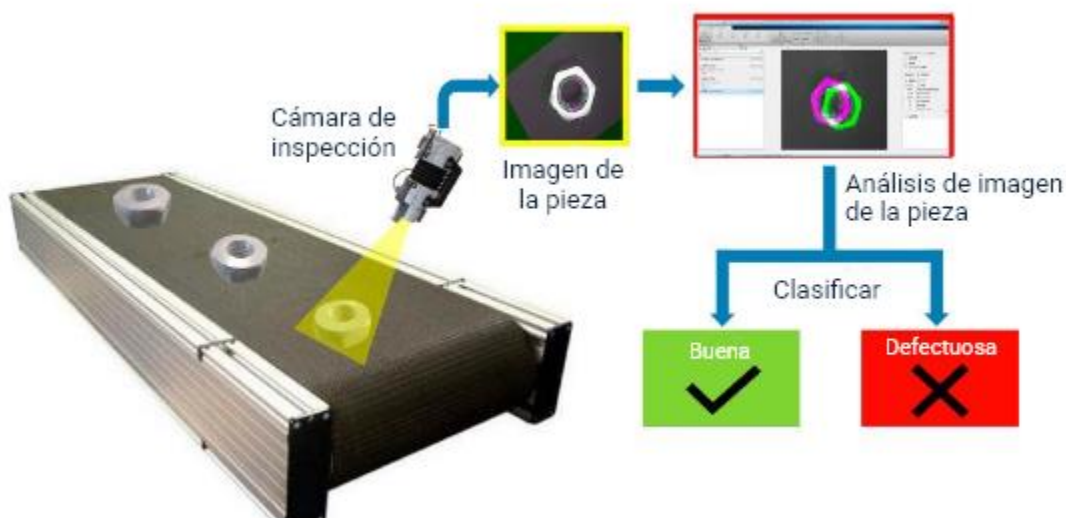 Cámara de
inspección
Imagen de
la pieza
Análisis de imagen
de la pieza
Clasificar
Buena
Defectuosa